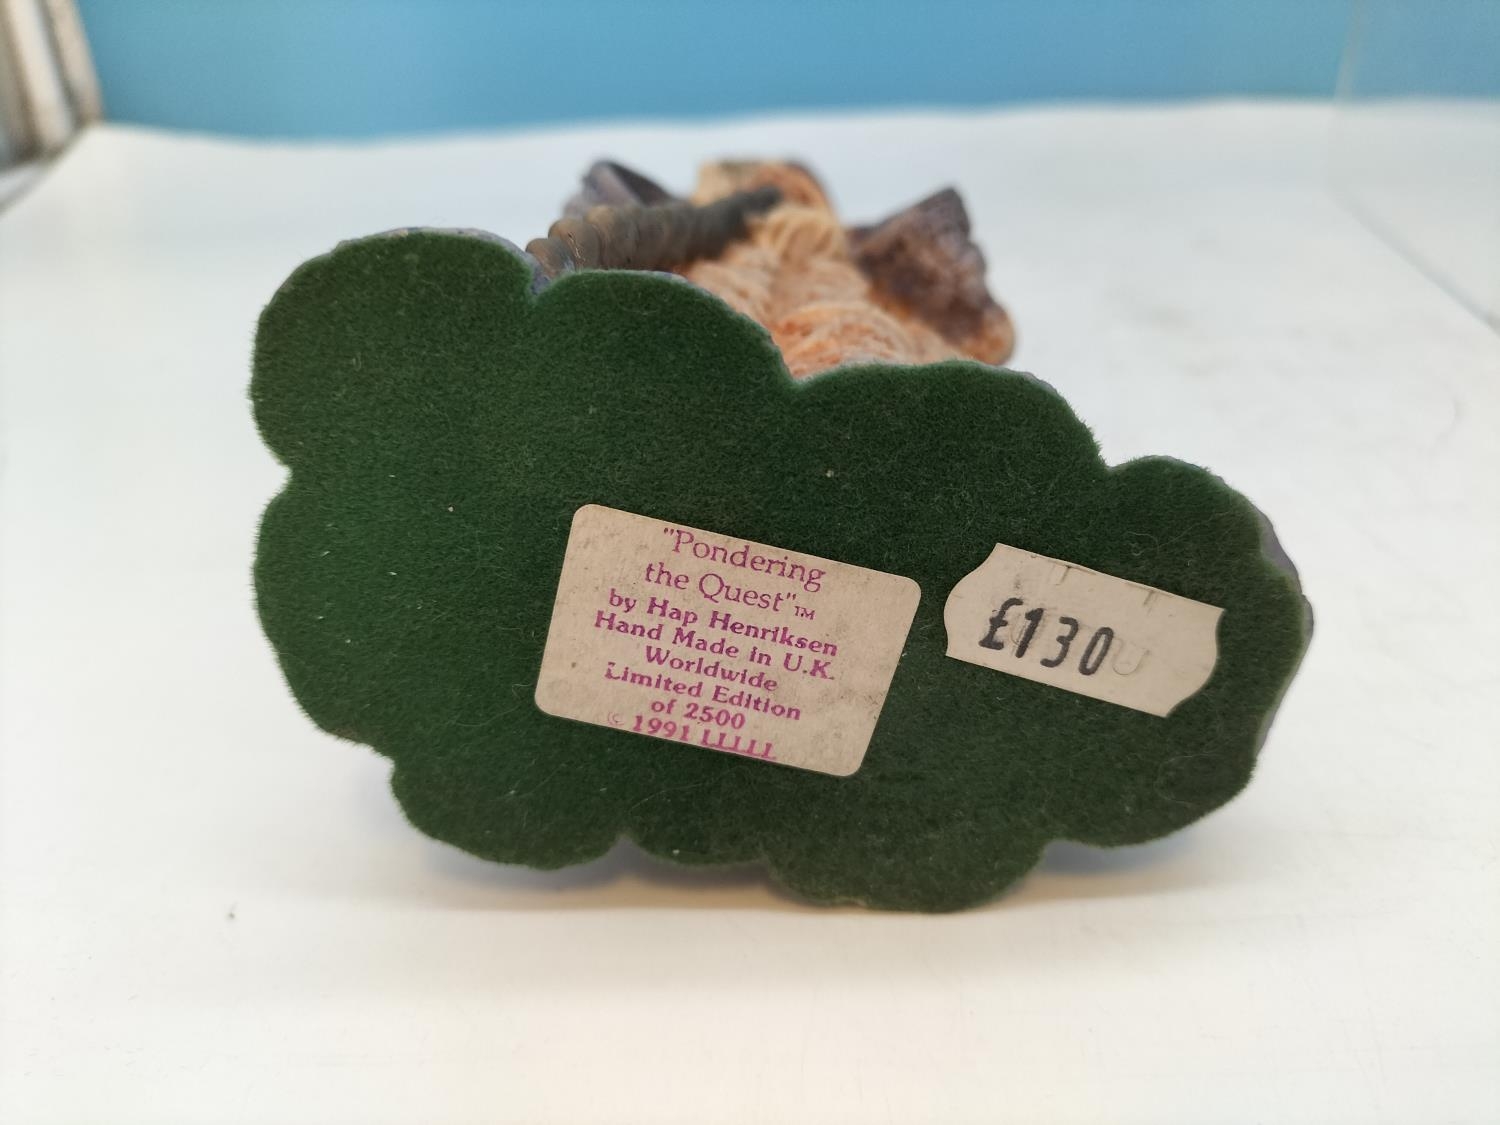 "Pondering
the Quest"™
by Hap Henriksen
Hand Made in U.K.
Worldwide
Limited Edition
of 2500
© 1991 LLLLL
£130